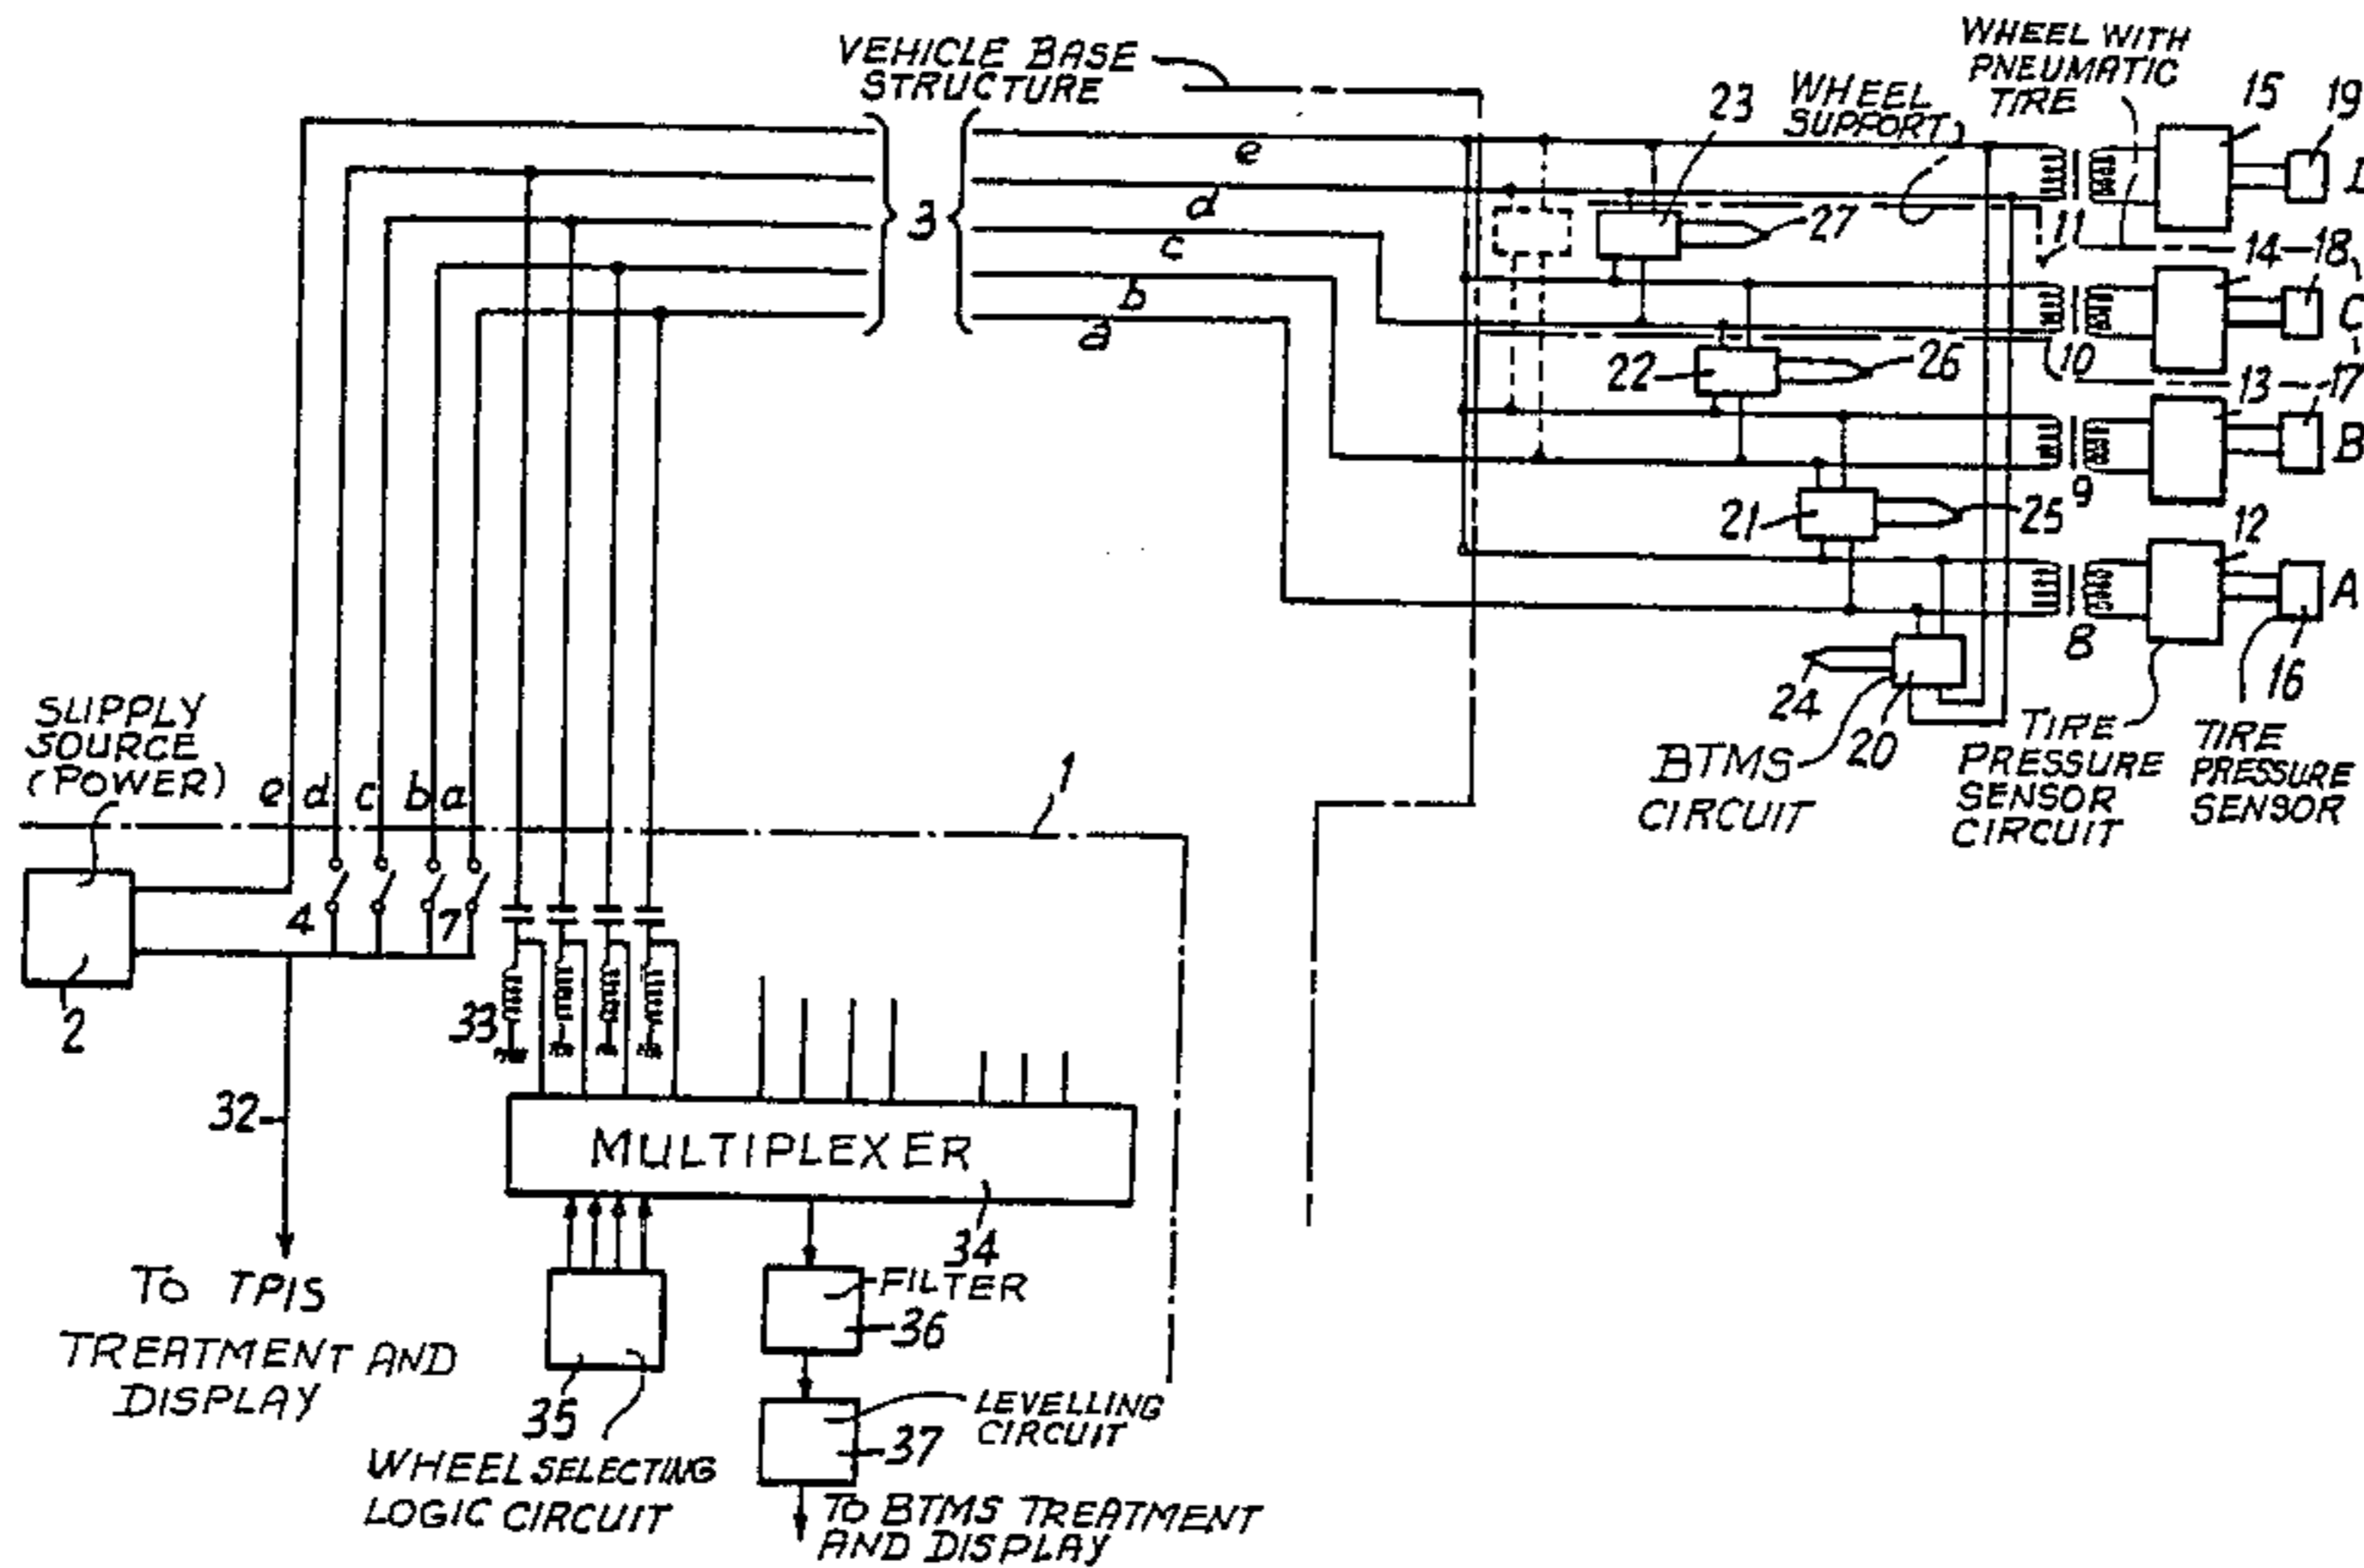 VEHICLE BASE
STRUCTURE
WHEEL WITH
PNEUMATIC
TIRE
WHEEL
SUPPORT
23
15
19
3
e
d
c
b
a
27
11
14
18
C
22
26
10
13
17
B
21
25
9
12
A
8
16
24
20
BTMS
CIRCUIT
TIRE
PRESSURE
SENSOR
CIRCUIT
TIRE
PRESSURE
SENSOR
SUPPLY
SOURCE
(POWER)
e d c b a
1
4
7
2
33
32
MULTIPLEXER
34
TO TPIS
TREATMENT AND
DISPLAY
FILTER
36
35
WHEEL SELECTING
LOGIC CIRCUIT
LEVELLING
CIRCUIT
37
TO BTMS TREATMENT
AND DISPLAY